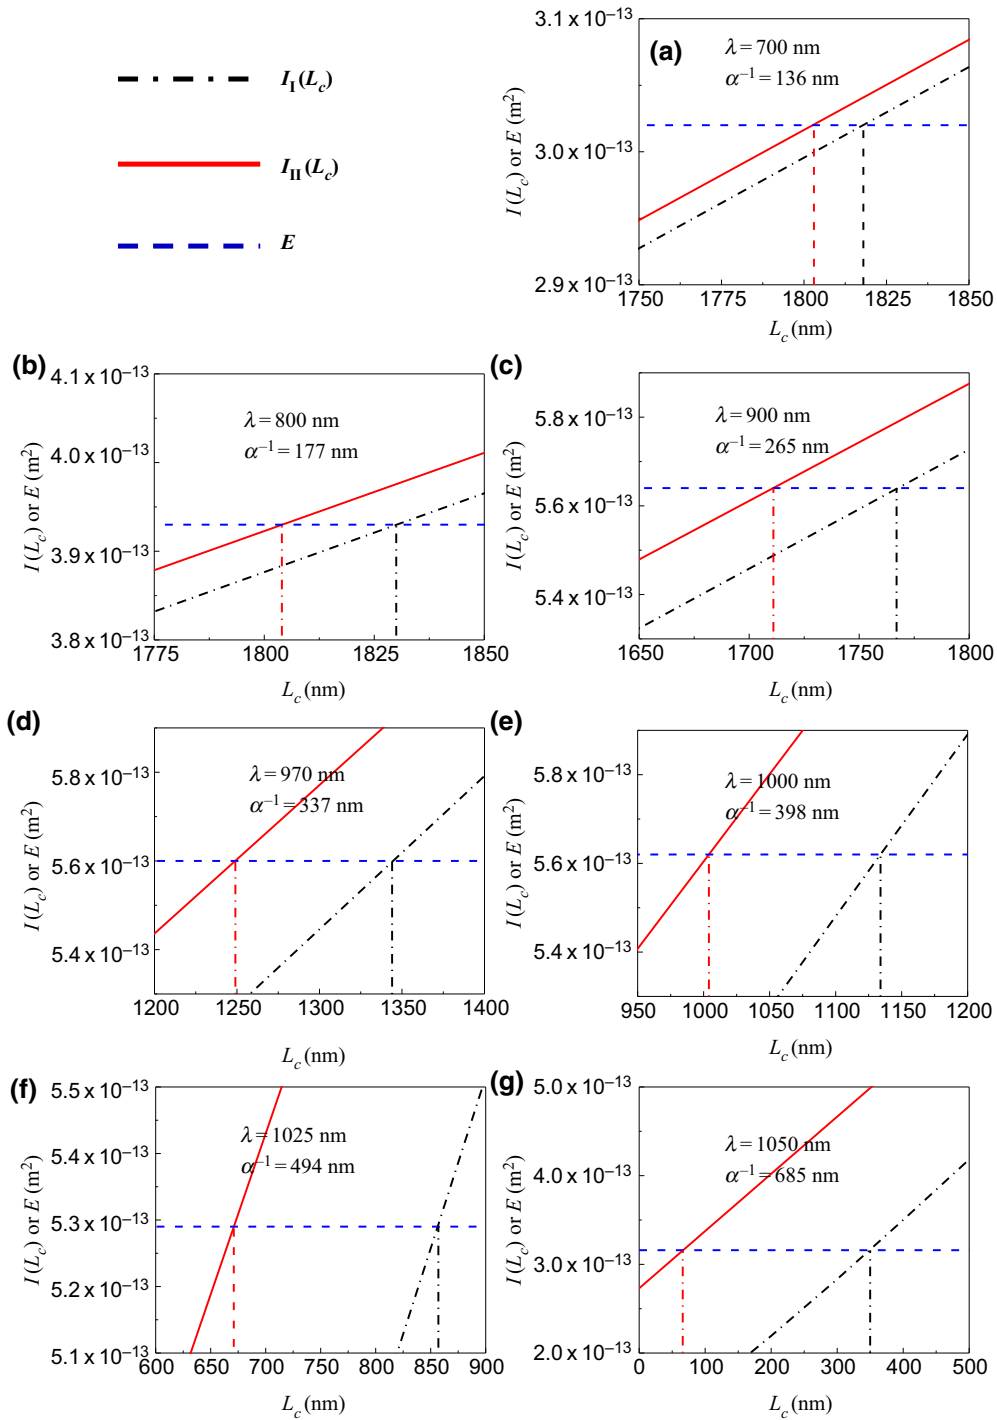 I_I(L_c)
I_II(L_c)
E
(a)
λ = 700 nm
α⁻¹ = 136 nm
3.1 x 10⁻¹³
3.0 x 10⁻¹³
2.9 x 10⁻¹³
I(L_c) or E (m²)
1750 1775 1800 1825 1850
L_c (nm)
(b)
λ = 800 nm
α⁻¹ = 177 nm
4.1 x 10⁻¹³
4.0 x 10⁻¹³
3.9 x 10⁻¹³
3.8 x 10⁻¹³
I(L_c) or E (m²)
1775 1800 1825 1850
L_c (nm)
(c)
λ = 900 nm
α⁻¹ = 265 nm
5.8 x 10⁻¹³
5.6 x 10⁻¹³
5.4 x 10⁻¹³
I(L_c) or E (m²)
1650 1700 1750 1800
L_c (nm)
(d)
λ = 970 nm
α⁻¹ = 337 nm
5.8 x 10⁻¹³
5.6 x 10⁻¹³
5.4 x 10⁻¹³
I(L_c) or E (m²)
1200 1250 1300 1350 1400
L_c (nm)
(e)
λ = 1000 nm
α⁻¹ = 398 nm
5.8 x 10⁻¹³
5.6 x 10⁻¹³
5.4 x 10⁻¹³
I(L_c) or E (m²)
950 1000 1050 1100 1150 1200
L_c (nm)
(f)
λ = 1025 nm
α⁻¹ = 494 nm
5.5 x 10⁻¹³
5.4 x 10⁻¹³
5.3 x 10⁻¹³
5.2 x 10⁻¹³
5.1 x 10⁻¹³
I(L_c) or E (m²)
600 650 700 750 800 850 900
L_c (nm)
(g)
λ = 1050 nm
α⁻¹ = 685 nm
5.0 x 10⁻¹³
4.0 x 10⁻¹³
3.0 x 10⁻¹³
2.0 x 10⁻¹³
I(L_c) or E (m²)
0 100 200 300 400 500
L_c (nm)